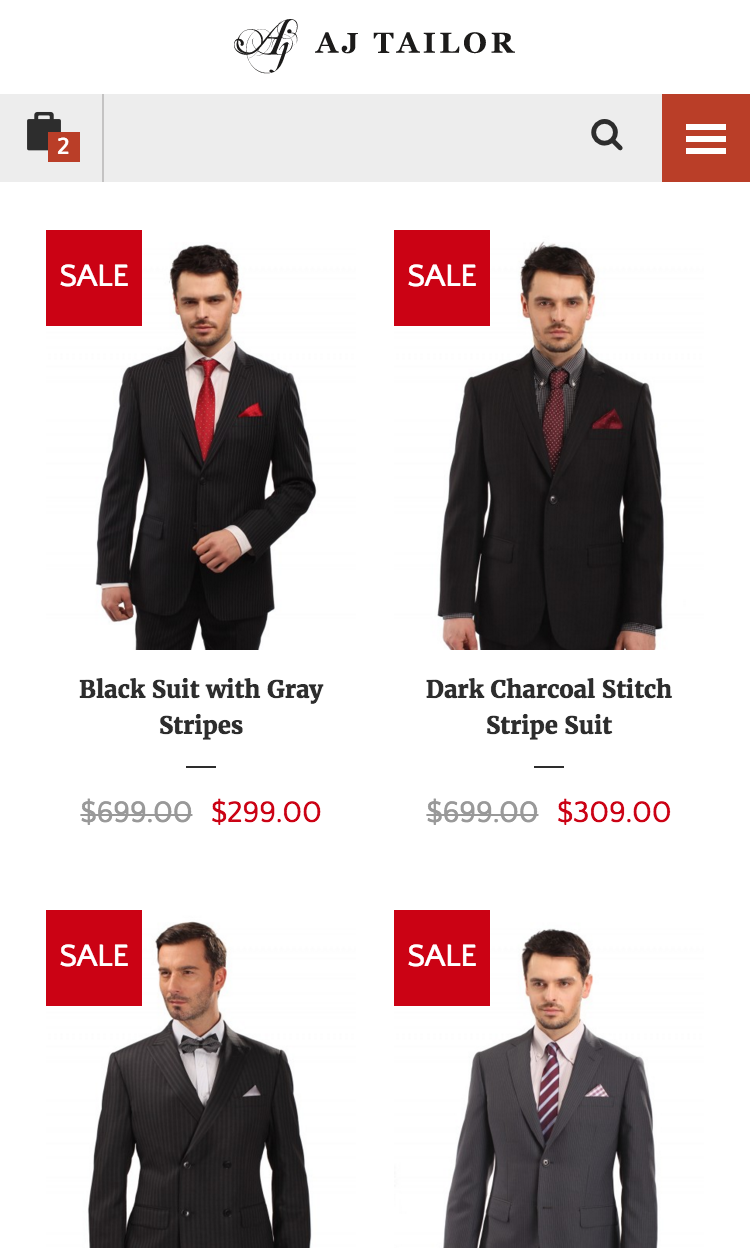 AJ AJ TAILOR
2
SALE
SALE
Black Suit with Gray
Stripes
Dark Charcoal Stitch
Stripe Suit
$699.00 $299.00
$699.00 $309.00
SALE
SALE